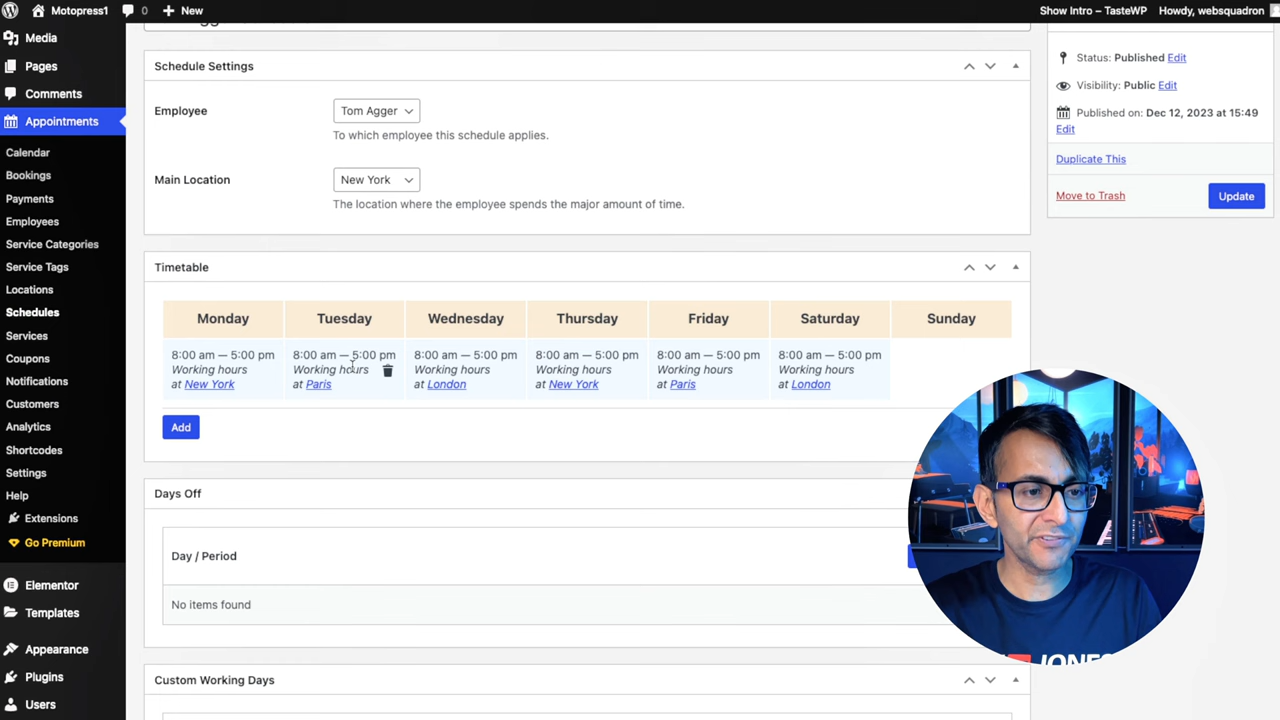 Motopress1 0 New Show Intro – TasteWP Howdy, websquadron
Media
Pages
Comments
Appointments
Calendar
Bookings
Payments
Employees
Service Categories
Service Tags
Locations
Schedules
Services
Coupons
Notifications
Customers
Analytics
Shortcodes
Settings
Help
Extensions
Go Premium
Elementor
Templates
Appearance
Plugins
Users
Schedule Settings
Employee Tom Agger
To which employee this schedule applies.
Main Location New York
The location where the employee spends the major amount of time.
Timetable
Monday Tuesday Wednesday Thursday Friday Saturday Sunday
8:00 am — 5:00 pm 8:00 am — 5:00 pm 8:00 am — 5:00 pm 8:00 am — 5:00 pm 8:00 am — 5:00 pm 8:00 am — 5:00 pm
Working hours Working hours Working hours Working hours Working hours Working hours
at New York at Paris at London at New York at Paris at London
Add
Days Off
Day / Period
No items found
Custom Working Days
Status: Published Edit
Visibility: Public Edit
Published on: Dec 12, 2023 at 15:49
Edit
Duplicate This
Move to Trash Update
JONES